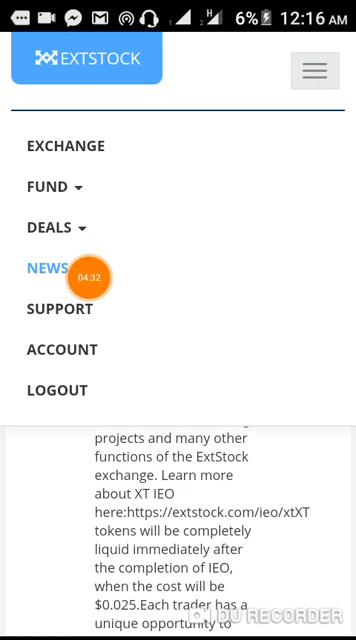 6% 12:16 AM
EXTSTOCK
EXCHANGE
FUND
DEALS
NEWS
04:32
SUPPORT
ACCOUNT
LOGOUT
projects and many other
functions of the ExtStock
exchange. Learn more
about XT IEO
here:https://extstock.com/ieo/xtXT
tokens will be completely
liquid immediately after
the completion of IEO,
when the cost will be
$0.025.Each trader has a
unique opportunity to
DU RECORDER